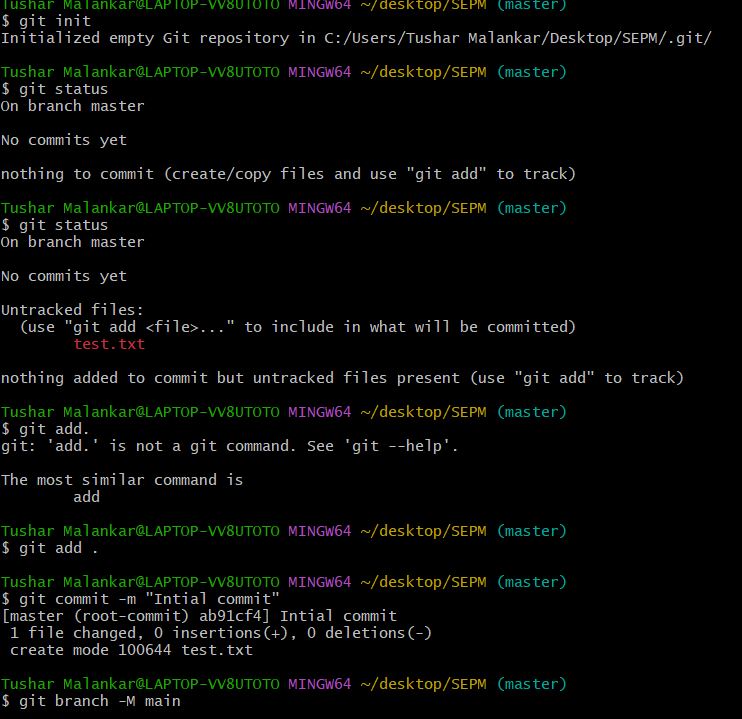 Tushar Malankar@LAPTOP-VV8UTOTO MINGW64 ~/desktop/SEPM (master)
$ git init
Initialized empty Git repository in C:/Users/Tushar Malankar/Desktop/SEPM/.git/
Tushar Malankar@LAPTOP-VV8UTOTO MINGW64 ~/desktop/SEPM (master)
$ git status
On branch master
No commits yet
nothing to commit (create/copy files and use "git add" to track)
Tushar Malankar@LAPTOP-VV8UTOTO MINGW64 ~/desktop/SEPM (master)
$ git status
On branch master
No commits yet
Untracked files:
  (use "git add <file>..." to include in what will be committed)
        test.txt
nothing added to commit but untracked files present (use "git add" to track)
Tushar Malankar@LAPTOP-VV8UTOTO MINGW64 ~/desktop/SEPM (master)
$ git add.
git: 'add.' is not a git command. See 'git --help'.
The most similar command is
        add
Tushar Malankar@LAPTOP-VV8UTOTO MINGW64 ~/desktop/SEPM (master)
$ git add .
Tushar Malankar@LAPTOP-VV8UTOTO MINGW64 ~/desktop/SEPM (master)
$ git commit -m "Intial commit"
[master (root-commit) ab91cf4] Intial commit
 1 file changed, 0 insertions(+), 0 deletions(-)
 create mode 100644 test.txt
Tushar Malankar@LAPTOP-VV8UTOTO MINGW64 ~/desktop/SEPM (master)
$ git branch -M main